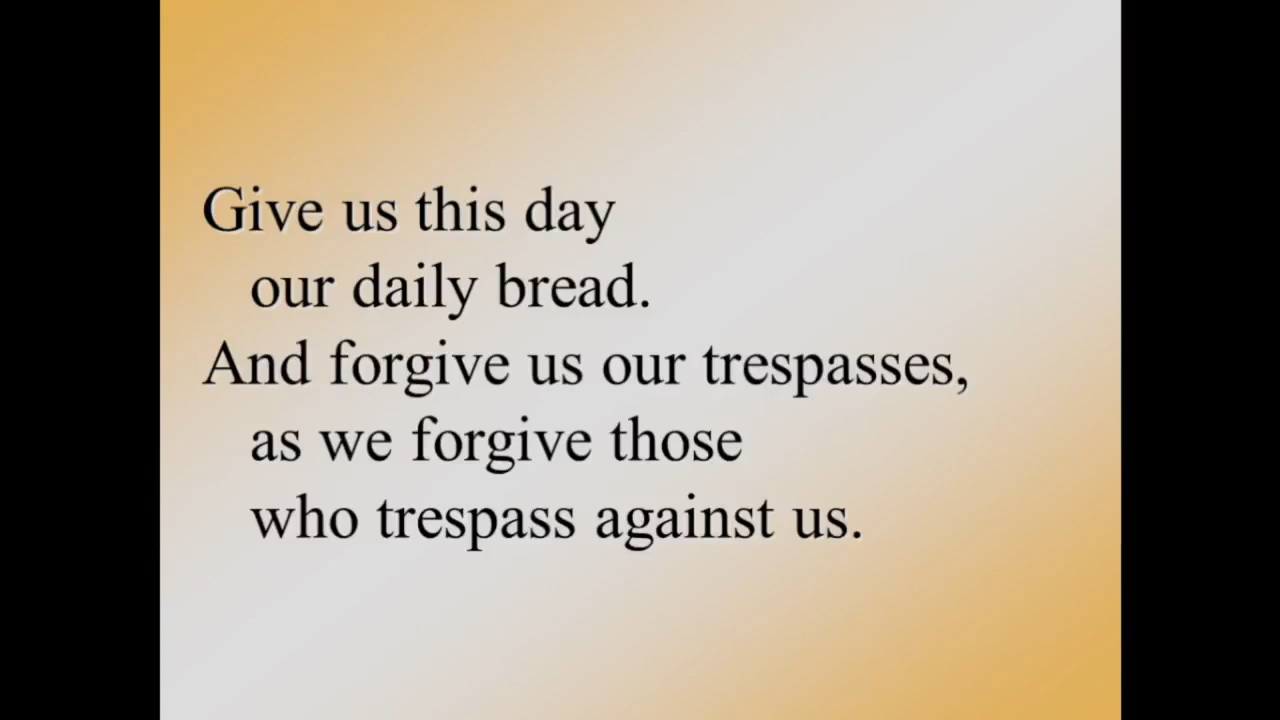 Give us this day
our daily bread.
And forgive us our trespasses,
as we forgive those
who trespass against us.